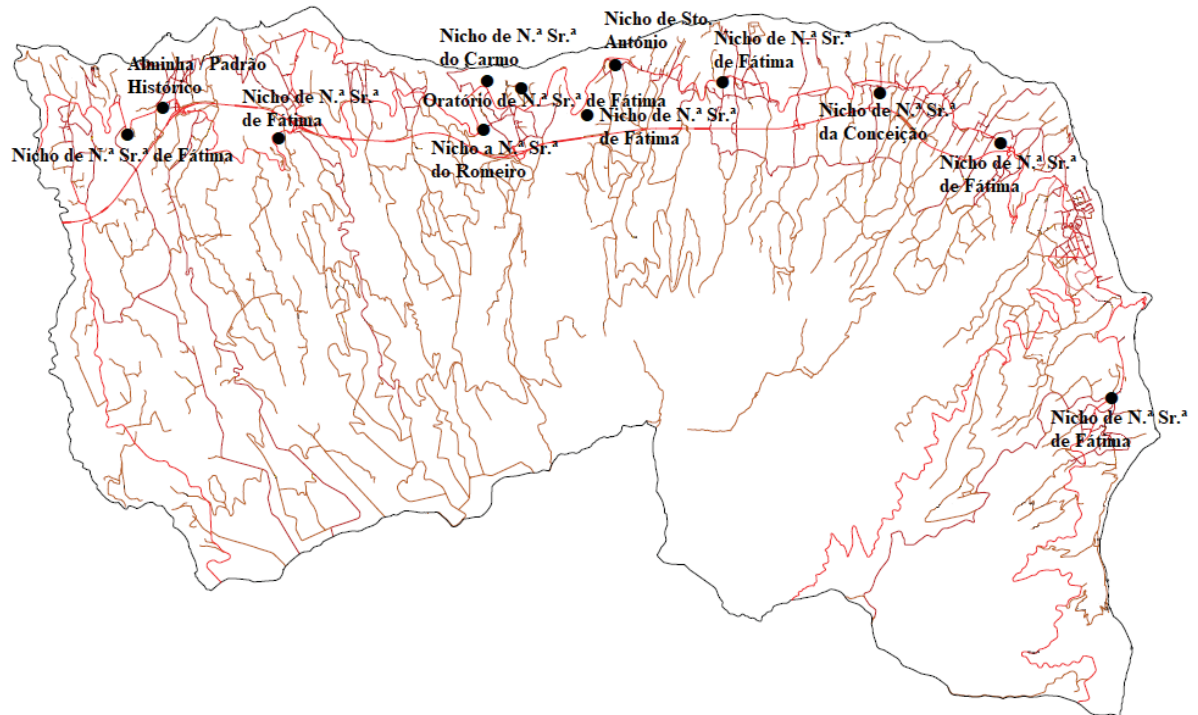 Nicho de Sto.
António
Nicho de N.ª Sr.ª
do Carmo
Nicho de N.ª Sr.ª
de Fátima
Alminha / Padrão
Histórico
Nicho de N.ª Sr.ª
de Fátima
Oratório de N.ª Sr.ª de Fátima
Nicho de N.ª Sr.ª
de Fátima
Nicho de N.ª Sr.ª
da Conceição
Nicho a N.ª Sr.ª
do Romeiro
Nicho de N.ª Sr.ª de Fátima
Nicho de N.ª Sr.ª
de Fátima
Nicho de N.ª Sr.ª
de Fátima